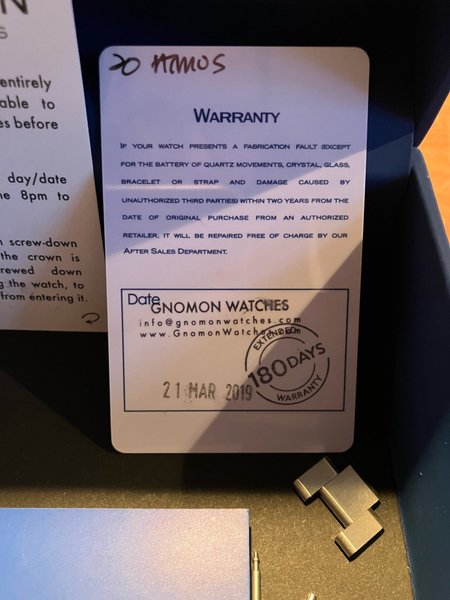 N
S
entirely
able to
es before
day/date
e 8pm to
screw-down
the crown is
rewed down
g the watch, to
from entering it.
20 ATMOS
WARRANTY
IF YOUR WATCH PRESENTS A FABRICATION FAULT (EXCEPT
FOR THE BATTERY OF QUARTZ MOVEMENTS, CRYSTAL, GLASS,
BRACELET OR STRAP AND DAMAGE CAUSED BY
UNAUTHORIZED THIRD PARTIES) WITHIN TWO YEARS FROM THE
DATE OF ORIGINAL PURCHASE FROM AN AUTHORIZED
RETAILER, IT WILL BE REPAIRED FREE OF CHARGE BY OUR
AFTER SALES DEPARTMENT.
Date
GNOMON WATCHES
info@gnomonwatches.com
www.GnomonWatches.com
EXTENDED
180 DAYS
WARRANTY
21 MAR 2019